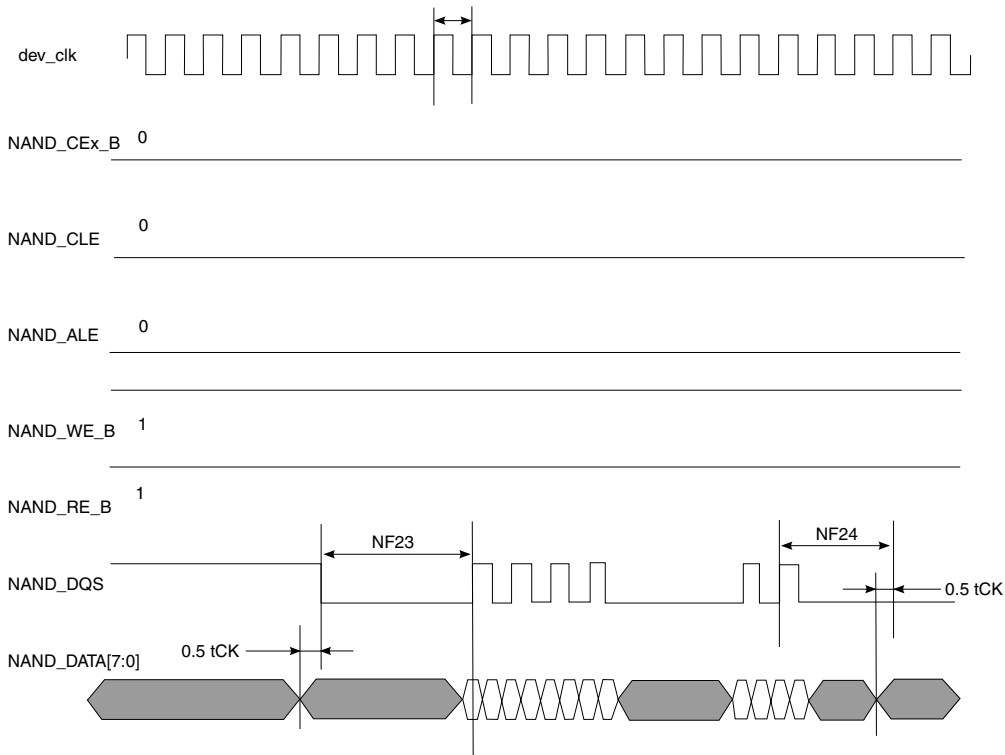 dev_clk
NAND_CEx_B 0
NAND_CLE 0
NAND_ALE 0
NAND_WE_B 1
NAND_RE_B 1
NF23
NF24
NAND_DQS
0.5 tCK
0.5 tCK
NAND_DATA[7:0]